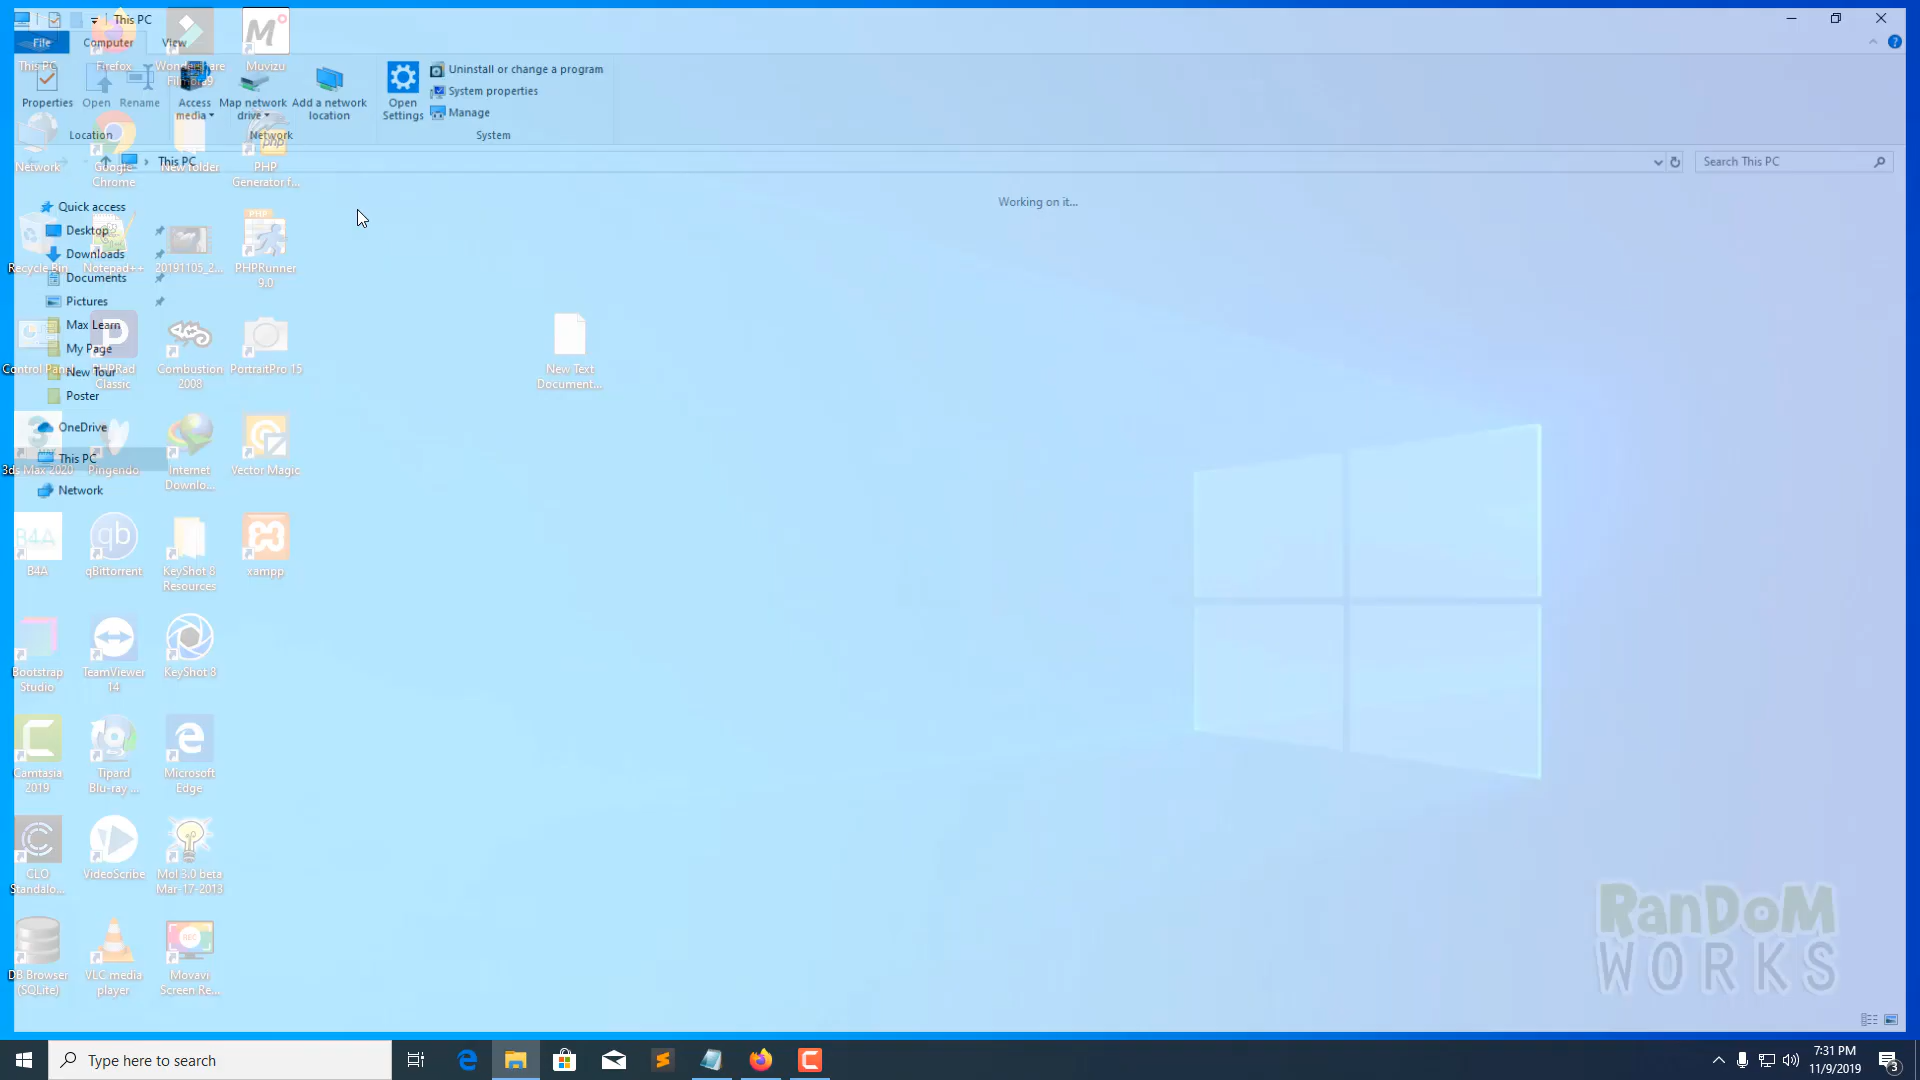 This PC
File
Computer
View
Properties
Open
Rename
Access media
Map network drive
Add a network location
Open Settings
Uninstall or change a program
System properties
Manage
Location
Network
System
This PC
Search This PC
Working on it...
Quick access
Desktop
Downloads
Documents
Pictures
Max Learn
My Page
New Tour
Poster
OneDrive
This PC
Network
This PC
Network
Recycle Bin
Control Panel
3ds Max 2020
B4A
Bootstrap
Studio
Camtasia
2019
CLO
Standalo...
DB Browser
(SQLite)
Firefox
Google
Chrome
Notepad++
PHPRad
Classic
Pingendo
qBittorrent
TeamViewer
14
Tipard
Blu-ray ...
VideoScribe
VLC media
player
Wondershare
Filmora9
New folder
20191105_2...
Combustion
2008
Internet
Downlo...
KeyShot 8
Resources
KeyShot 8
Microsoft
Edge
MoI 3.0 beta
Mar-17-2013
Movavi
Screen Re...
Muvizu
PHP
Generator f...
PHPRunner
9.0
PortraitPro 15
Vector Magic
xampp
New Text
Document...
RanDoM
WORKS
Type here to search
7:31 PM
11/9/2019
3